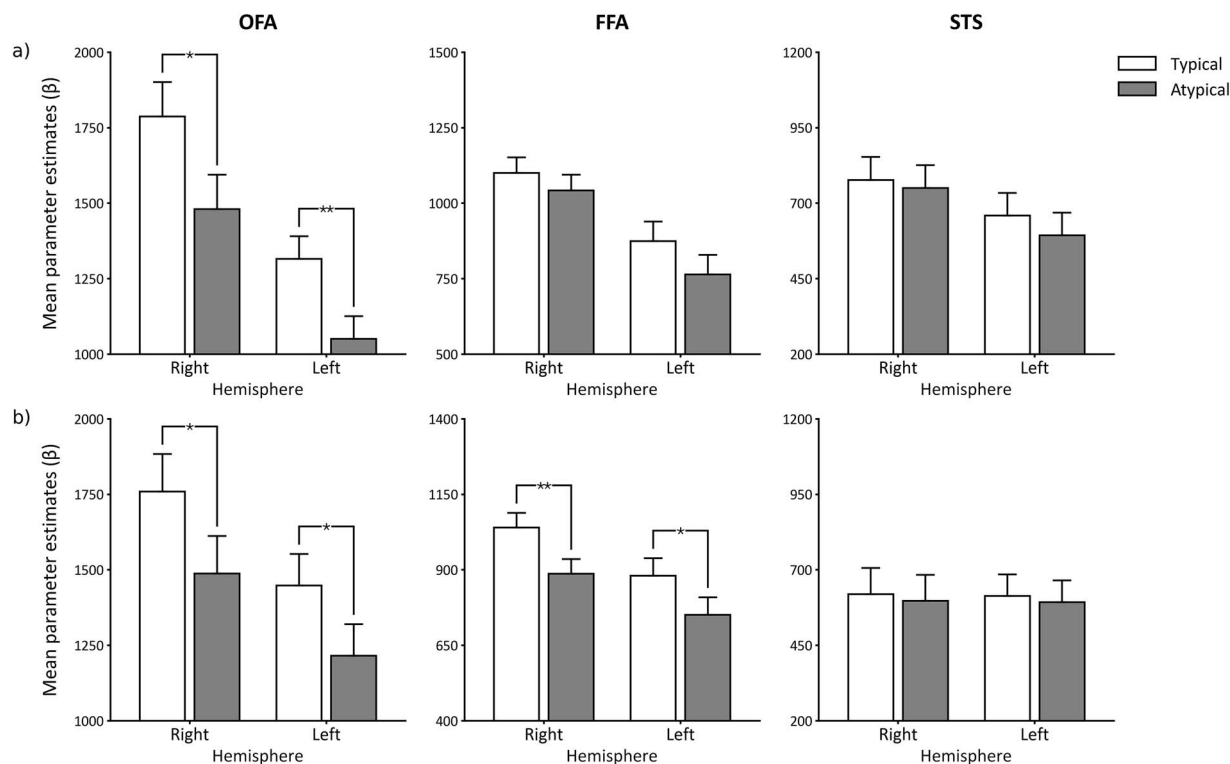 OFA FFA STS
a)
Mean parameter estimates (β)
2000
1750
1500
1250
1000
*
**
Right Left
Hemisphere
1500
1250
1000
750
500
Right Left
Hemisphere
1200
950
700
450
200
Right Left
Hemisphere
Typical
Atypical
b)
Mean parameter estimates (β)
2000
1750
1500
1250
1000
*
*
Right Left
Hemisphere
1400
1150
900
650
400
**
*
Right Left
Hemisphere
1200
950
700
450
200
Right Left
Hemisphere